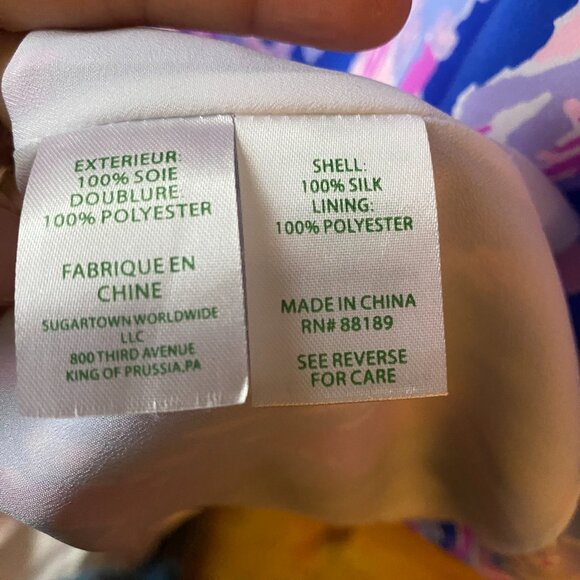 EXTERIEUR:
100% SOIE
DOUBLURE:
100% POLYESTER
FABRIQUE EN
CHINE
SUGARTOWN WORLDWIDE
LLC
800 THIRD AVENUE
KING OF PRUSSIA,PA
SHELL:
100% SILK
LINING:
100% POLYESTER
MADE IN CHINA
RN# 88189
SEE REVERSE
FOR CARE